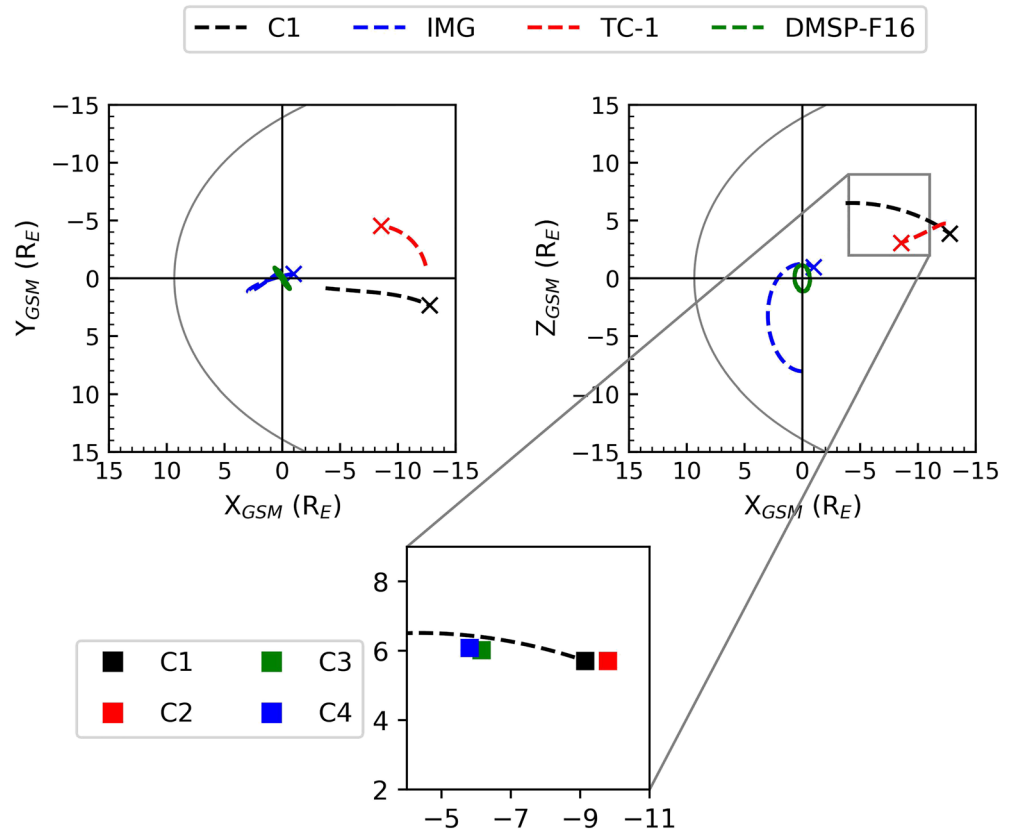 C1 IMG TC-1 DMSP-F16
−15 −10 −5 0 5 10 15
Y_GSM (R_E)
15 10 5 0 −5 −10 −15
X_GSM (R_E)
15 10 5 0 −5 −10 −15
Z_GSM (R_E)
15 10 5 0 −5 −10 −15
X_GSM (R_E)
C1 C3
C2 C4
8
6
4
2
−5 −7 −9 −11